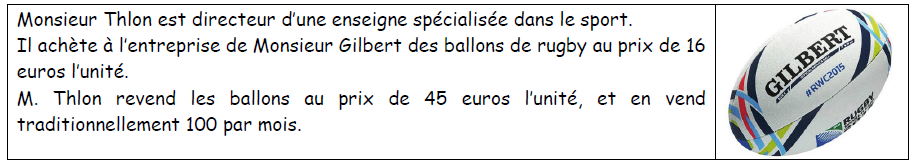 Monsieur Thlon est directeur d’une enseigne spécialisée dans le sport.
Il achète à l’entreprise de Monsieur Gilbert des ballons de rugby au prix de 16
euros l’unité.
M. Thlon revend les ballons au prix de 45 euros l’unité, et en vend
traditionnellement 100 par mois.
GILBERT
#RWC2015
RUGBY